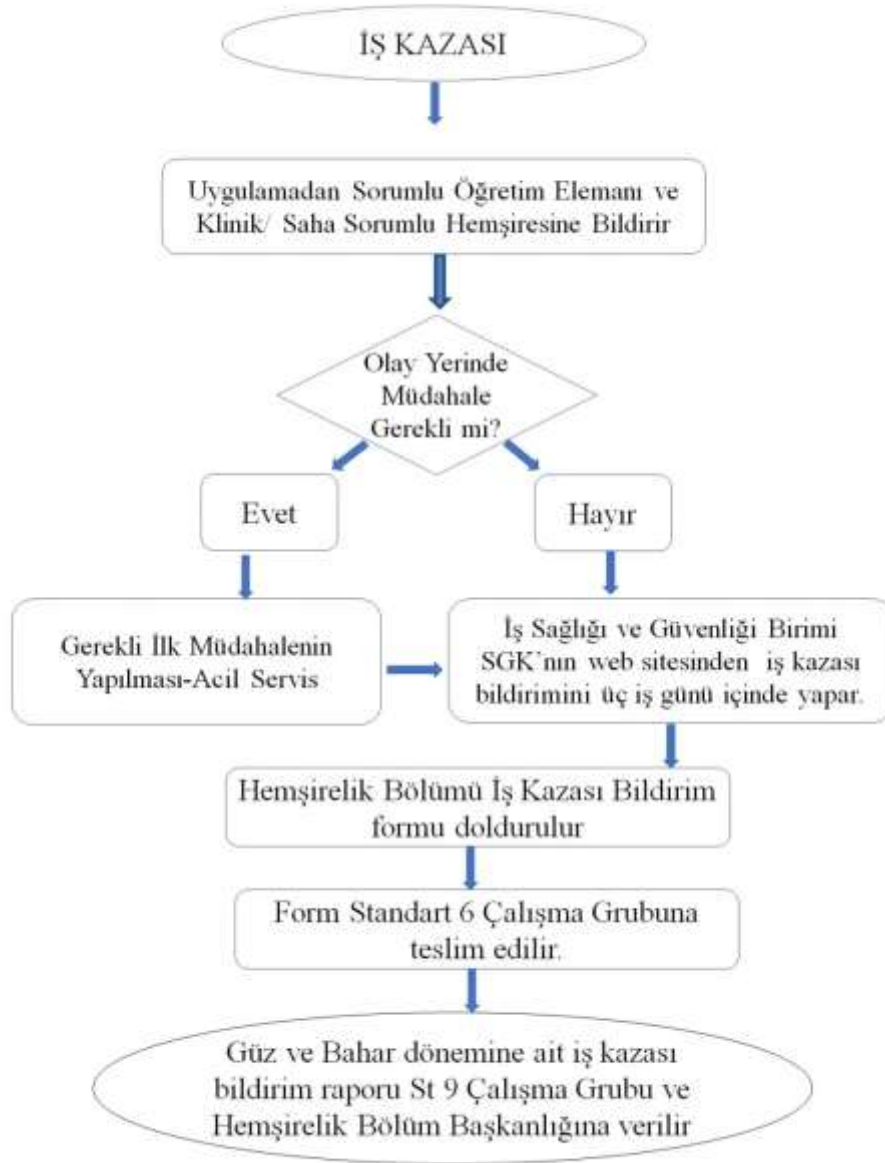 İŞ KAZASI
Uygulamadan Sorumlu Öğretim Elemanı ve
Klinik/ Saha Sorumlu Hemşiresine Bildirir
Olay Yerinde
Müdahale
Gerekli mi?
Evet
Hayır
Gerekli İlk Müdahalenin
Yapılması-Acil Servis
İş Sağlığı ve Güvenliği Birimi
SGK`nın web sitesinden iş kazası
bildirimini üç iş günü içinde yapar.
Hemşirelik Bölümü İş Kazası Bildirim
formu doldurulur
Form Standart 6 Çalışma Grubuna
teslim edilir.
Güz ve Bahar dönemine ait iş kazası
bildirim raporu St 9 Çalışma Grubu ve
Hemşirelik Bölüm Başkanlığına verilir